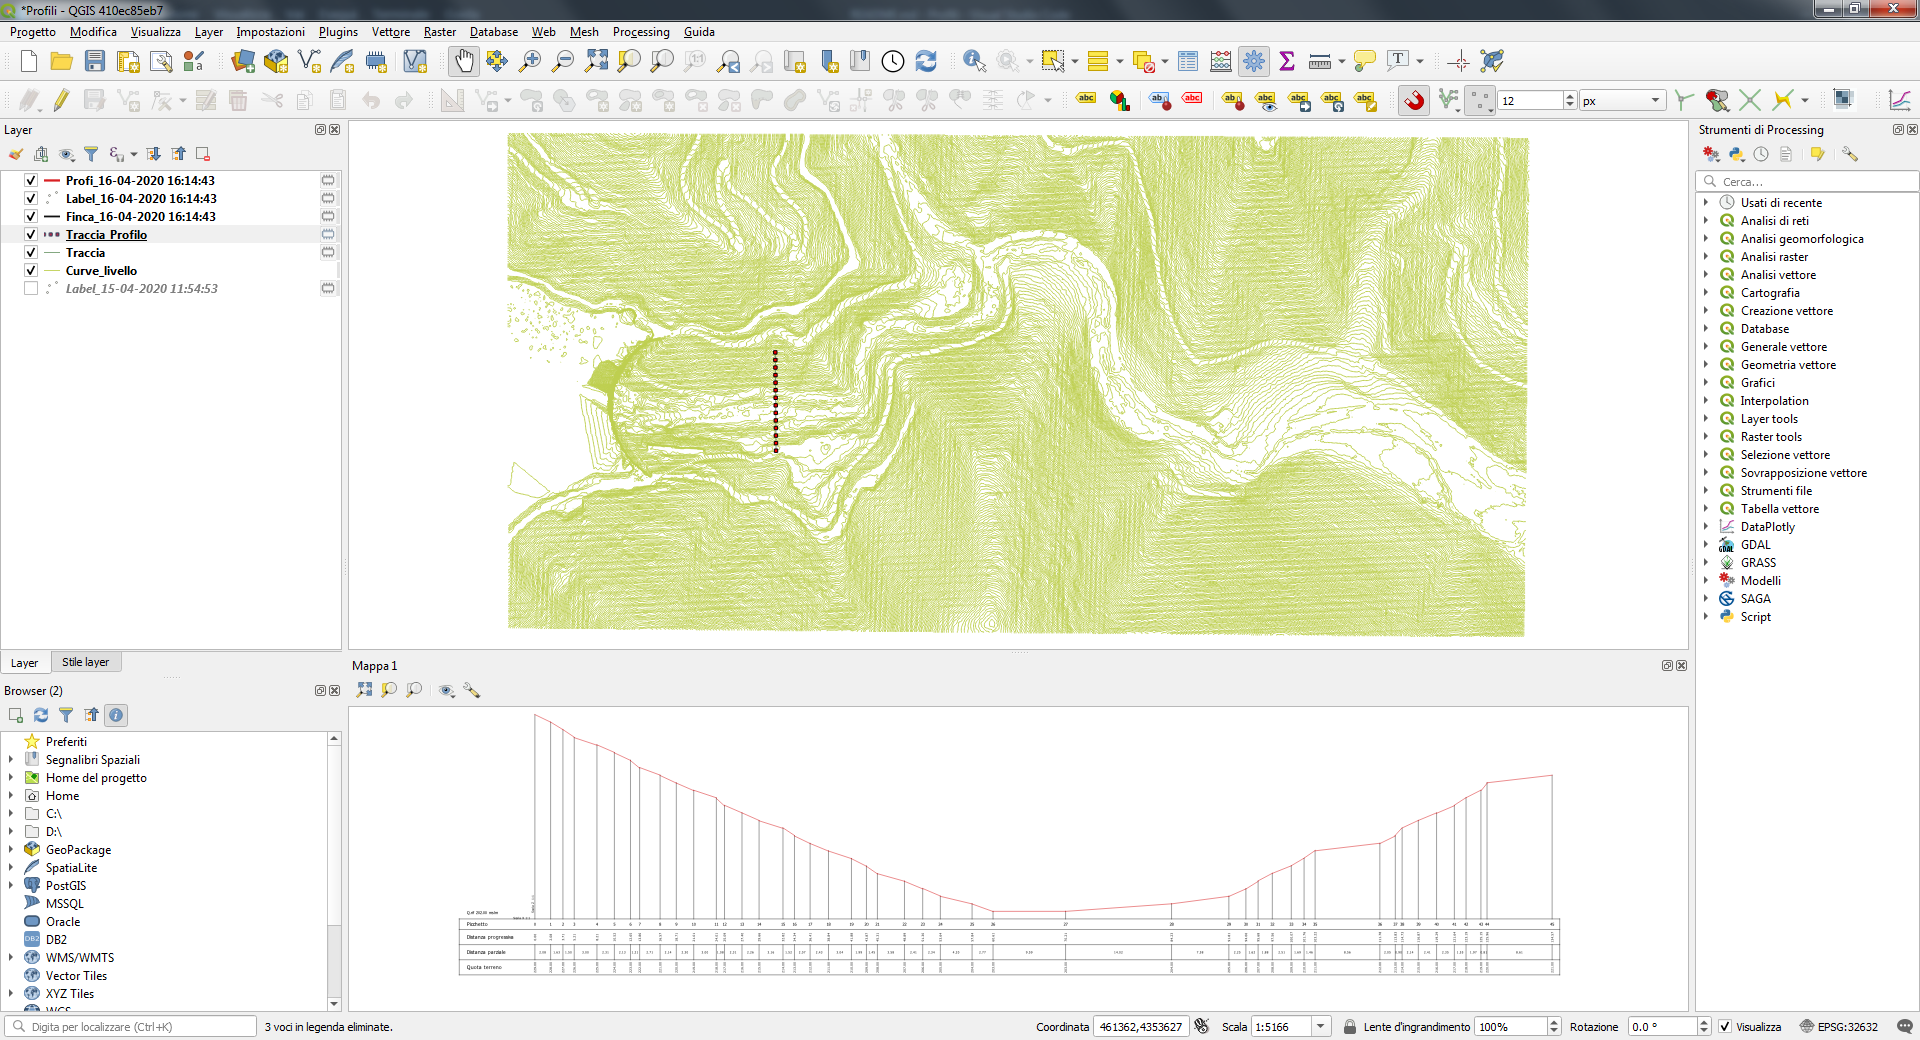 *Profili - QGIS 410ec85eb7
Progetto Modifica Visualizza Layer Impostazioni Plugins Vettore Raster Database Web Mesh Processing Guida
12 px
Layer
Profi_16-04-2020 16:14:43
Label_16-04-2020 16:14:43
Finca_16-04-2020 16:14:43
Traccia_Profilo
Traccia
Curve_livello
Label_15-04-2020 11:54:53
Layer Stile layer
Browser (2)
Preferiti
Segnalibri Spaziali
Home del progetto
Home
C:\
D:\
GeoPackage
SpatiaLite
PostGIS
MSSQL
Oracle
DB2
WMS/WMTS
Vector Tiles
XYZ Tiles
WCS
Mappa 1
Picchetto
Distanza progressiva
Distanza parziale
Quota terreno
Strumenti di Processing
Cerca...
Usati di recente
Analisi di reti
Analisi geomorfologica
Analisi raster
Analisi vettore
Cartografia
Creazione vettore
Database
Generale vettore
Geometria vettore
Grafici
Interpolation
Layer tools
Raster tools
Selezione vettore
Sovrapposizione vettore
Strumenti file
Tabella vettore
DataPlotly
GDAL
GRASS
Modelli
SAGA
Script
Digita per localizzare (Ctrl+K) 3 voci in legenda eliminate. Coordinata 461362,4353627 Scala 1:5166 Lente d'ingrandimento 100% Rotazione 0.0 ° Visualizza EPSG:32632